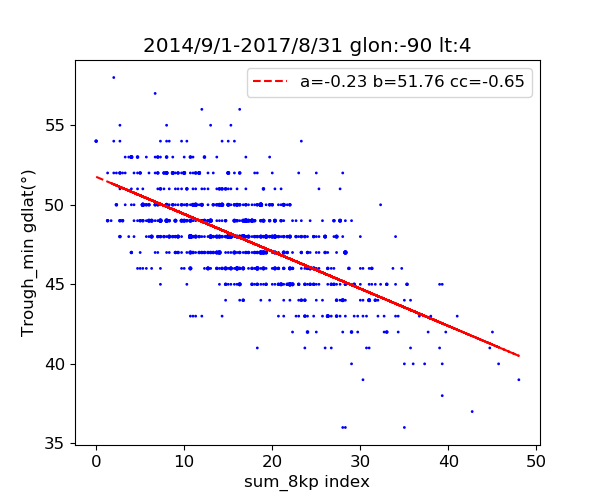 2014/9/1-2017/8/31 glon:-90 lt:4
a=-0.23 b=51.76 cc=-0.65
Trough_min gdlat(°)
55
50
45
40
35
0 10 20 30 40 50
sum_8kp index